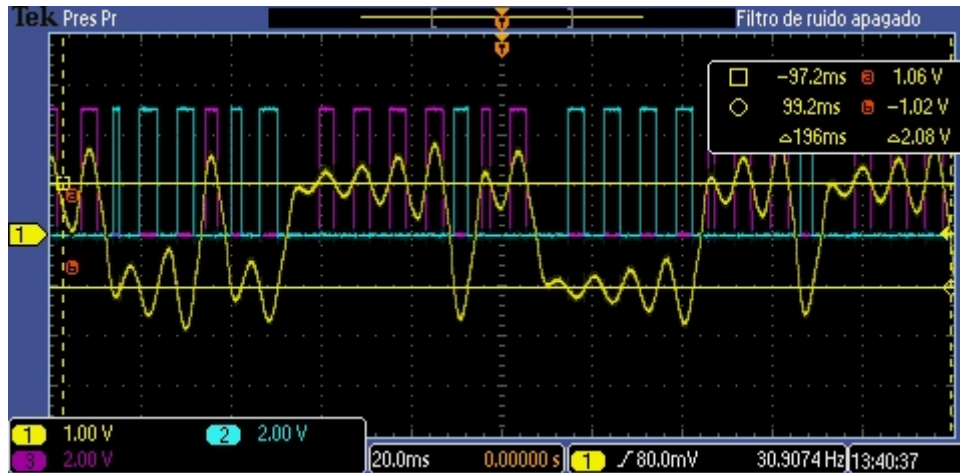 Tek Pres Pr Filtro de ruido apagado
T
T
-97.2ms a 1.06 V
99.2ms b -1.02 V
△196ms △2.08 V
a
1
b
1 1.00 V 2 2.00 V
3 2.00 V
20.0ms 0.00000 s 1 80.0mV 30.9074 Hz 13:40:37